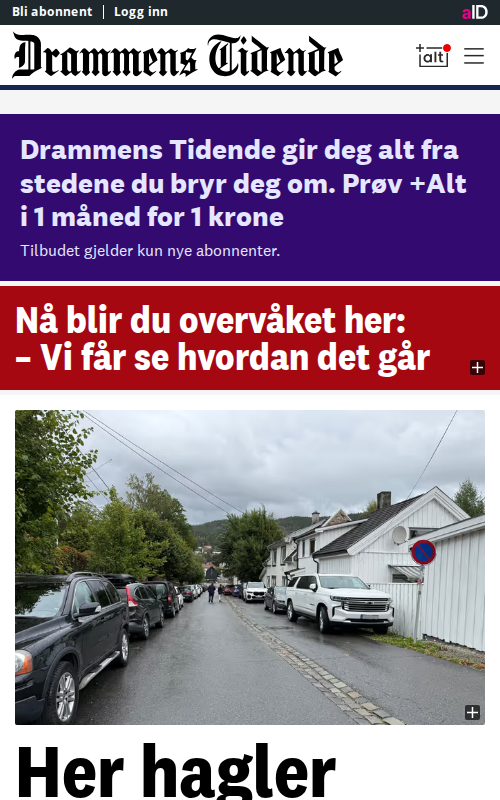 Bli abonnent
Logg inn
aID
Drammens Tidende
+alt
Drammens Tidende gir deg alt fra
stedene du bryr deg om. Prøv +Alt
i 1 måned for 1 krone
Tilbudet gjelder kun nye abonnenter.
Nå blir du overvåket her:
– Vi får se hvordan det går
Her hagler